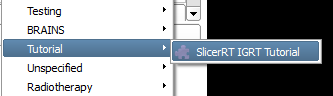 Testing
BRAINS
Tutorial
SlicerRT IGRT Tutorial
Unspecified
Radiotherapy